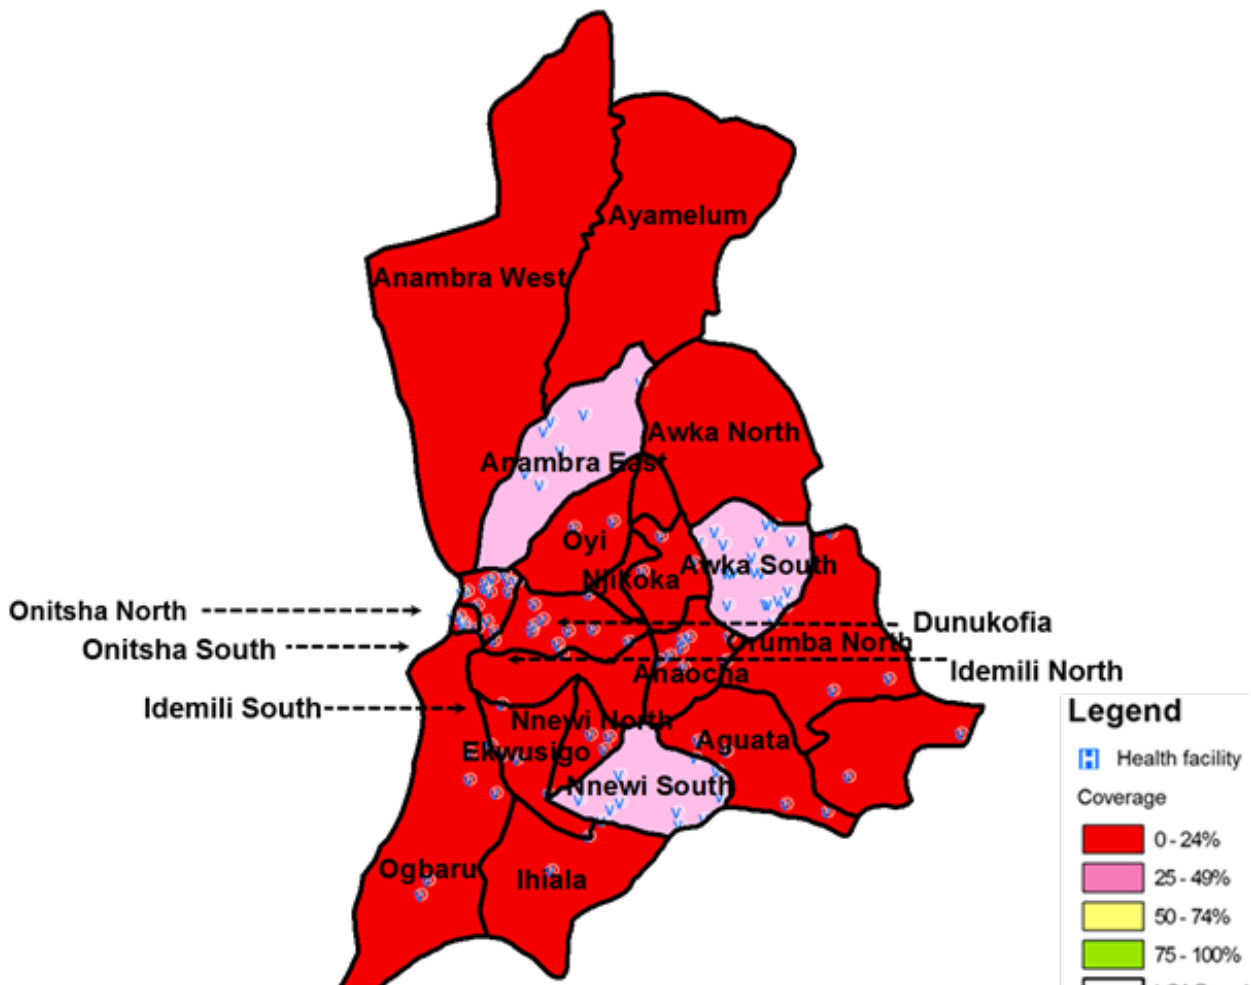 Ayamelum
Anambra West
Awka North
Anambra East
Oyi
Awka South
Njikoka
Onitsha North
Dunukofia
Onitsha South
North
Anaocha
Idemili North
Idemili South
Nnewi North
Legend
Aguata
Ekwusigo
Health facility
Nnewi South
Coverage
0 - 24%
Ogbaru
Ihiala
25 - 49%
50 - 74%
75 - 100%